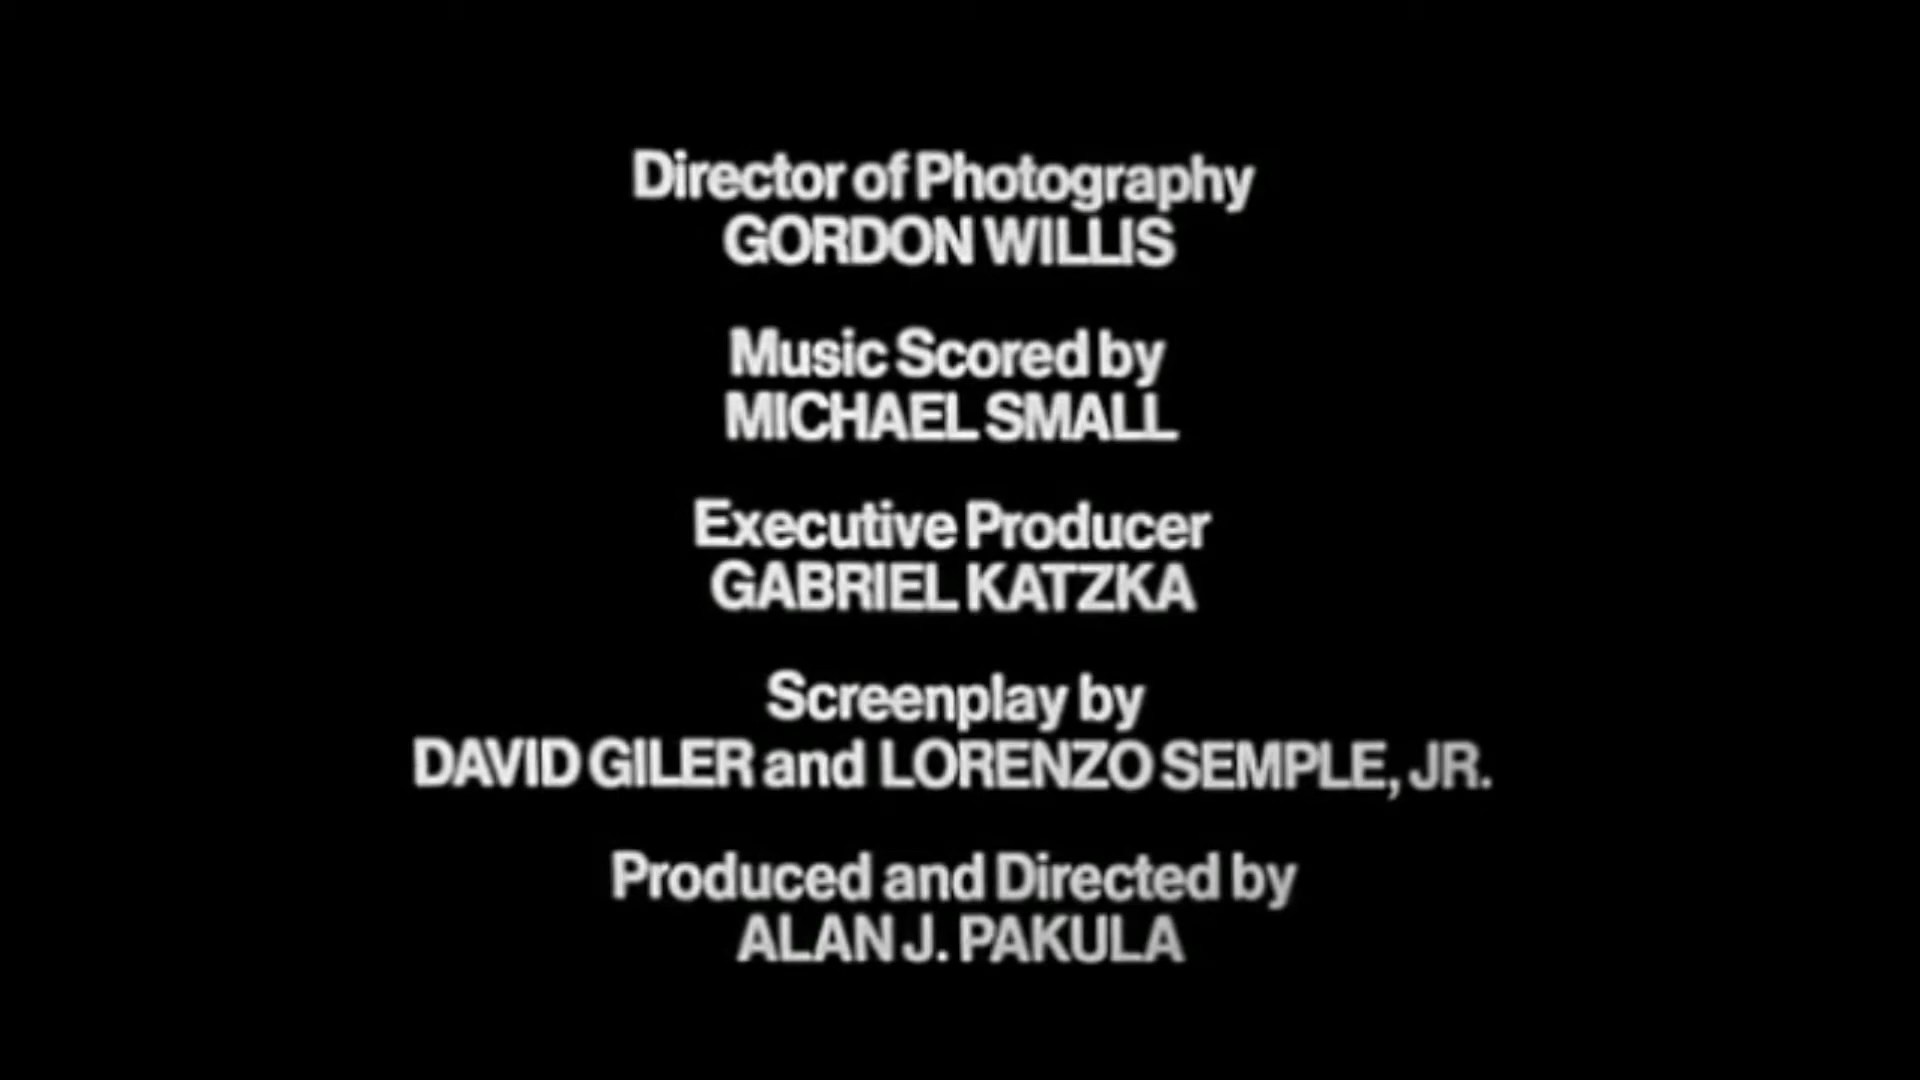 Director of Photography
GORDON WILLIS
Music Scored by
MICHAEL SMALL
Executive Producer
GABRIEL KATZKA
Screenplay by
DAVID GILER and LORENZO SEMPLE, JR.
Produced and Directed by
ALAN J. PAKULA